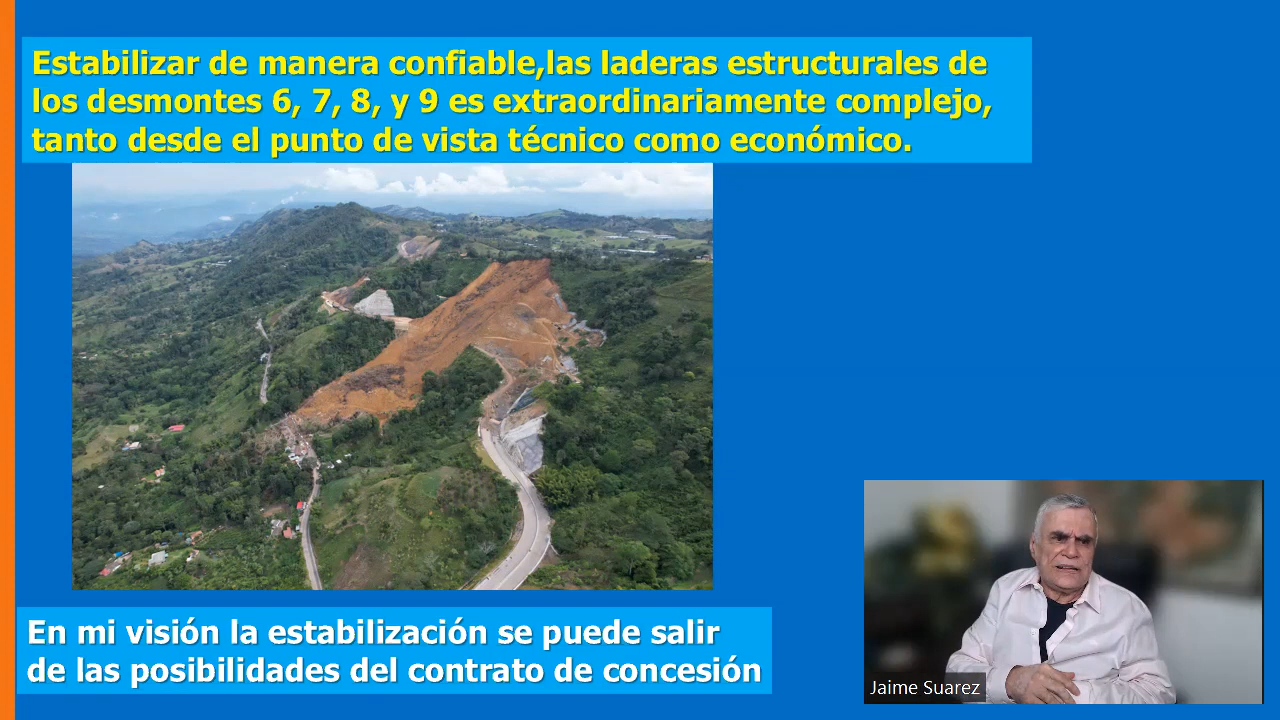 Estabilizar de manera confiable,las laderas estructurales de
los desmontes 6, 7, 8, y 9 es extraordinariamente complejo,
tanto desde el punto de vista técnico como económico.
En mi visión la estabilización se puede salir
de las posibilidades del contrato de concesión
Jaime Suarez